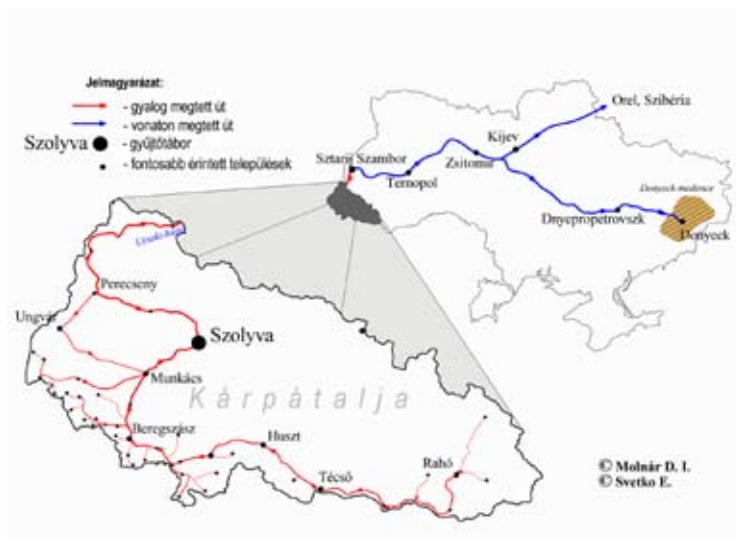 Jelmagyarázat:
- gyalog megtett út
- vonaton megtett út
Szolyva - gyűjtőtábor
- fontosabb érintett települések
Orel, Szibéria
Kijev
Sztarij Szambor
Zsitomir
Ternopol
Donyeck medence
Dnyepropetrovszk
Donyeck
Perecseny
Ungvár
Szolyva
Munkács
Kárpátalja
Beregszász
Huszt
Rahó
Técső
© Molnár D. I.
© Svetko E.